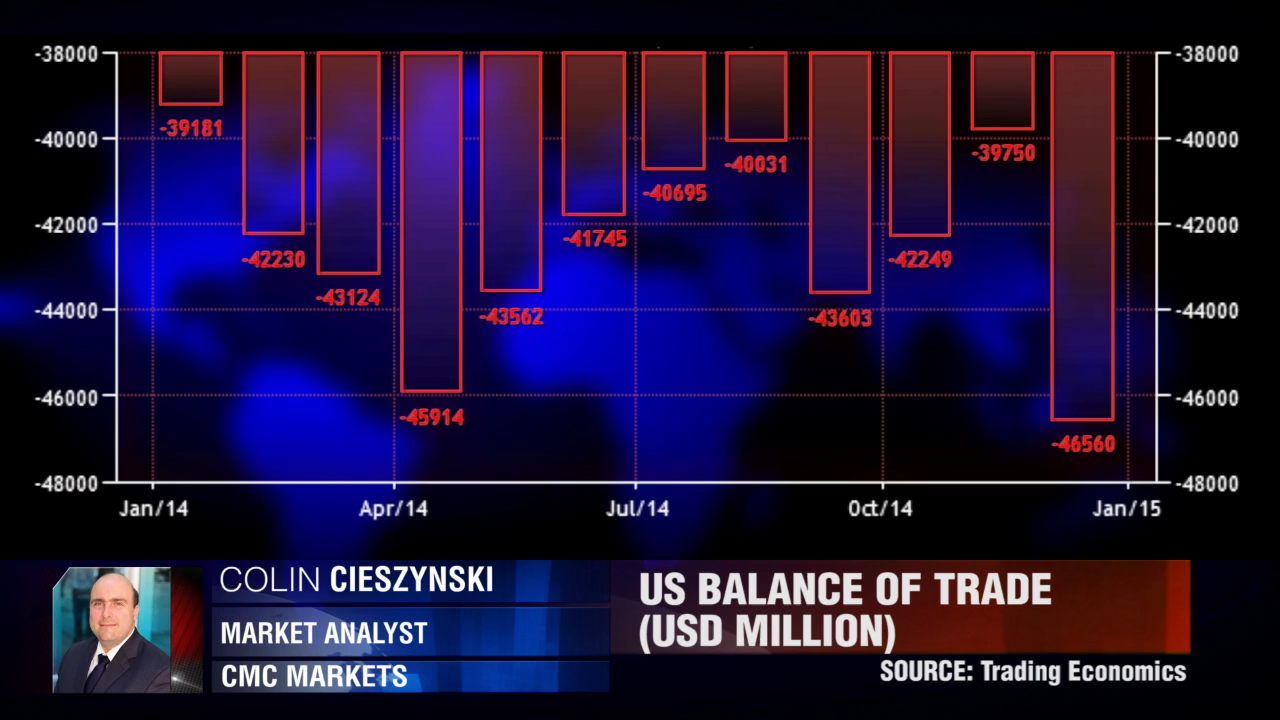 -38000 -38000
-39181
-40000 -40000
-39750
-40031
-40695
-42000 -42000
-41745
-42230
-42249
-43124
-44000 -44000
-43562
-43603
-46000 -46000
-45914
-46560
-48000 -48000
Jan/14 Apr/14 Jul/14 Oct/14 Jan/15
COLIN CIESZYNSKI
MARKET ANALYST
CMC MARKETS
US BALANCE OF TRADE
(USD MILLION)
SOURCE: Trading Economics